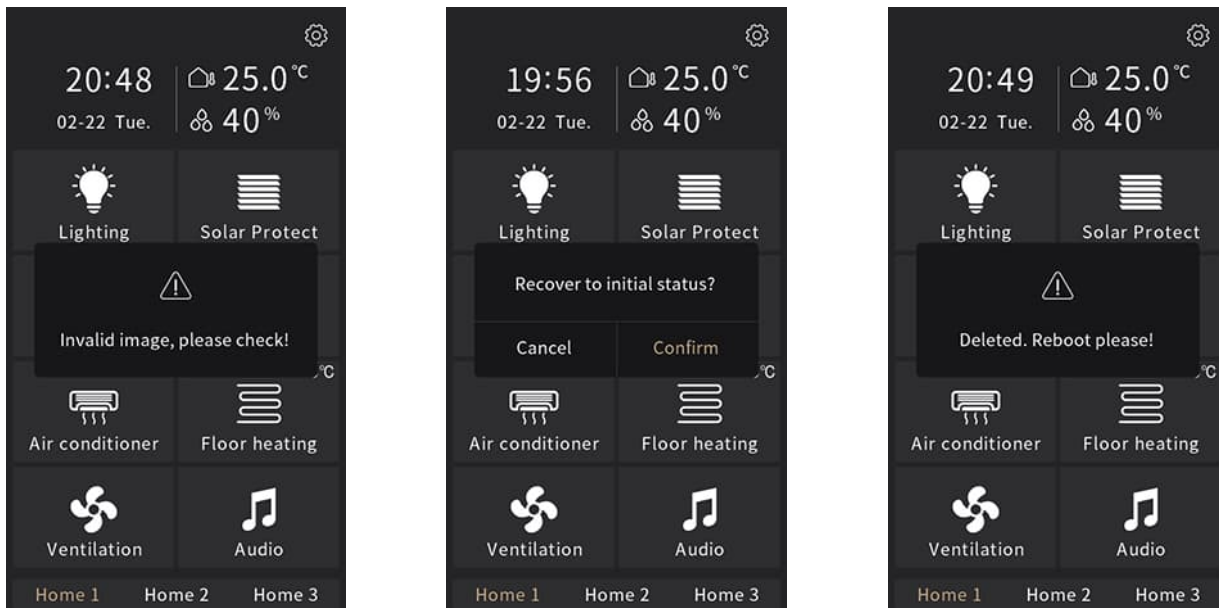 20:48
25.0 °C
02-22 Tue.
40 %
Lighting
Solar Protect
Invalid image, please check!
°C
Air conditioner
Floor heating
Ventilation
Audio
Home 1
Home 2
Home 3
19:56
25.0 °C
02-22 Tue.
40 %
Lighting
Solar Protect
Recover to initial status?
Cancel
Confirm
°C
Air conditioner
Floor heating
Ventilation
Audio
Home 1
Home 2
Home 3
20:49
25.0 °C
02-22 Tue.
40 %
Lighting
Solar Protect
Deleted. Reboot please!
°C
Air conditioner
Floor heating
Ventilation
Audio
Home 1
Home 2
Home 3